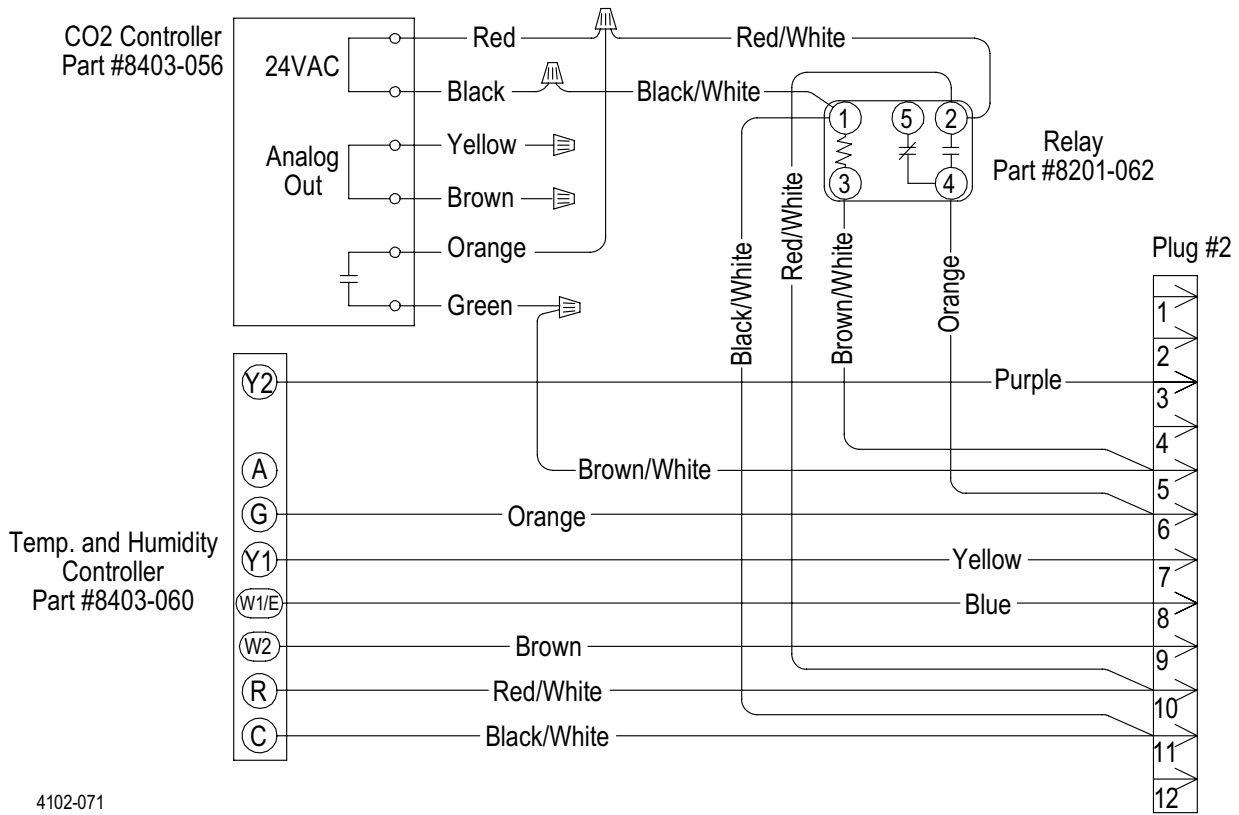 CO2 Controller
Part #8403-056
24VAC
Analog
Out
Red
Red/White
Black
Black/White
Yellow
Brown
Orange
Green
1
5
2
3
4
Relay
Part #8201-062
Black/White
Red/White
Brown/White
Orange
Plug #2
1
2
3
4
5
6
7
8
9
10
11
12
Temp. and Humidity
Controller
Part #8403-060
Y2
Purple
A
Brown/White
G
Orange
Y1
Yellow
W1/E
Blue
W2
Brown
R
Red/White
C
Black/White
4102-071